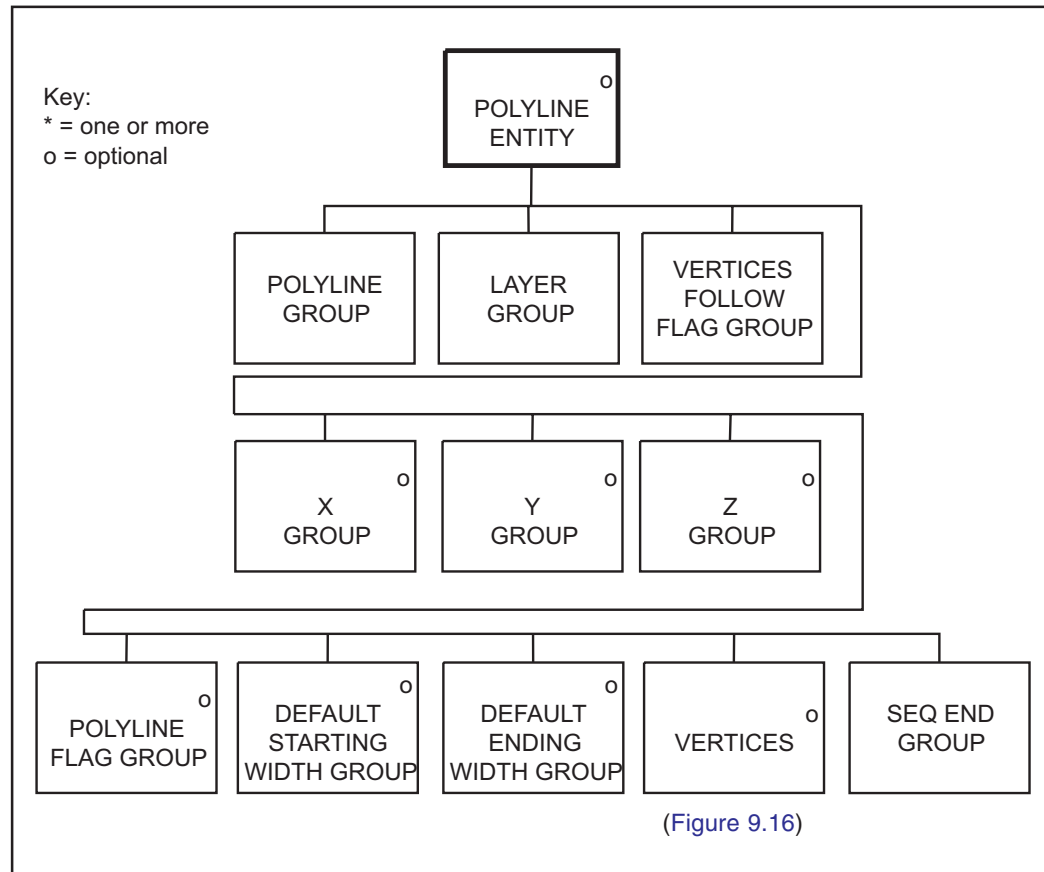 Key:
* = one or more
o = optional
o
POLYLINE
ENTITY
POLYLINE
GROUP
LAYER
GROUP
VERTICES
FOLLOW
FLAG GROUP
o
X
GROUP
o
Y
GROUP
o
Z
GROUP
o
POLYLINE
FLAG GROUP
o
DEFAULT
STARTING
WIDTH GROUP
o
DEFAULT
ENDING
WIDTH GROUP
o
VERTICES
SEQ END
GROUP
(Figure 9.16)